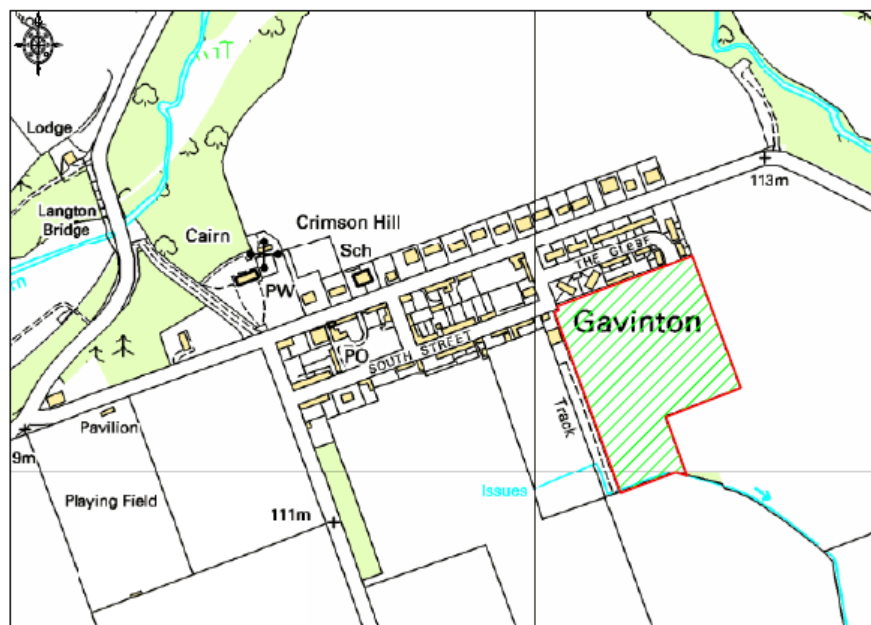 Lodge
Langton
Bridge
Cairn
Crimson Hill
Sch
PW
PO
SOUTH STREET
THE GLEBE
Gavinton
113m
Track
Pavilion
9m
Playing Field
Issues
111m